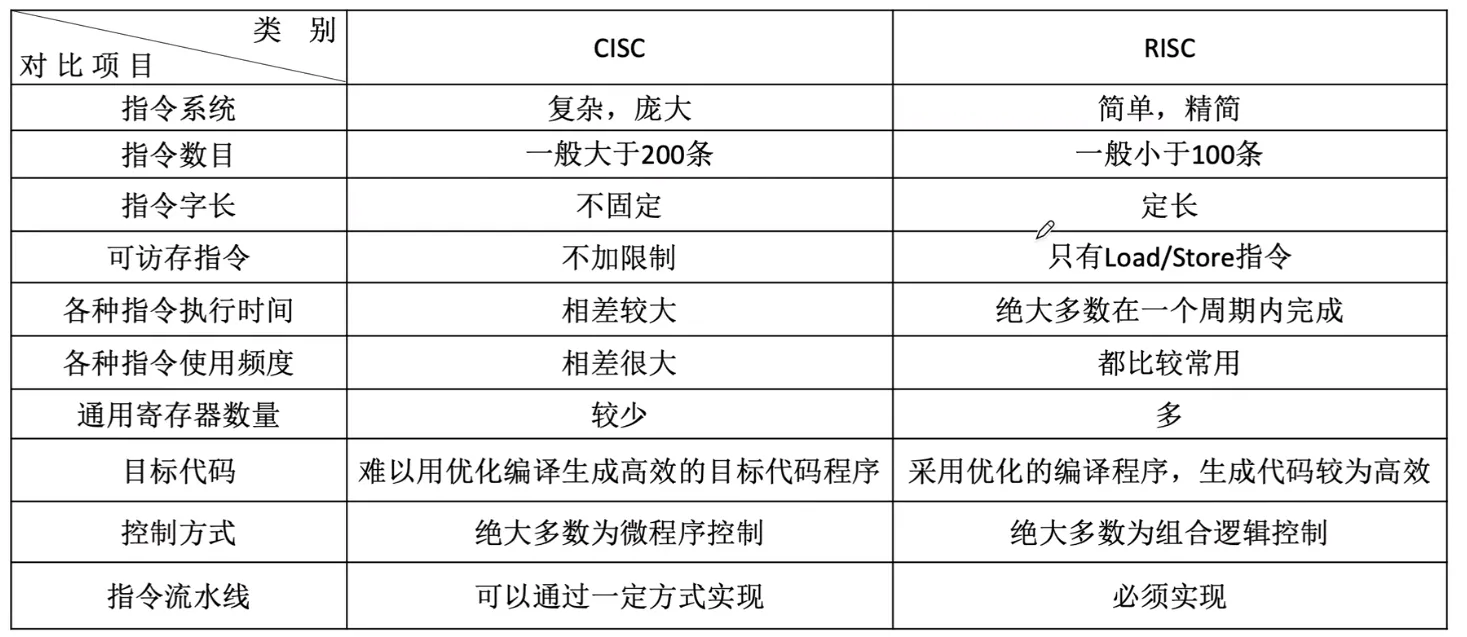 类 别
对比项目
CISC
RISC
指令系统
复杂，庞大
简单，精简
指令数目
一般大于200条
一般小于100条
指令字长
不固定
定长
可访存指令
不加限制
只有Load/Store指令
各种指令执行时间
相差较大
绝大多数在一个周期内完成
各种指令使用频度
相差很大
都比较常用
通用寄存器数量
较少
多
目标代码
难以用优化编译生成高效的目标代码程序
采用优化的编译程序，生成代码较为高效
控制方式
绝大多数为微程序控制
绝大多数为组合逻辑控制
指令流水线
可以通过一定方式实现
必须实现